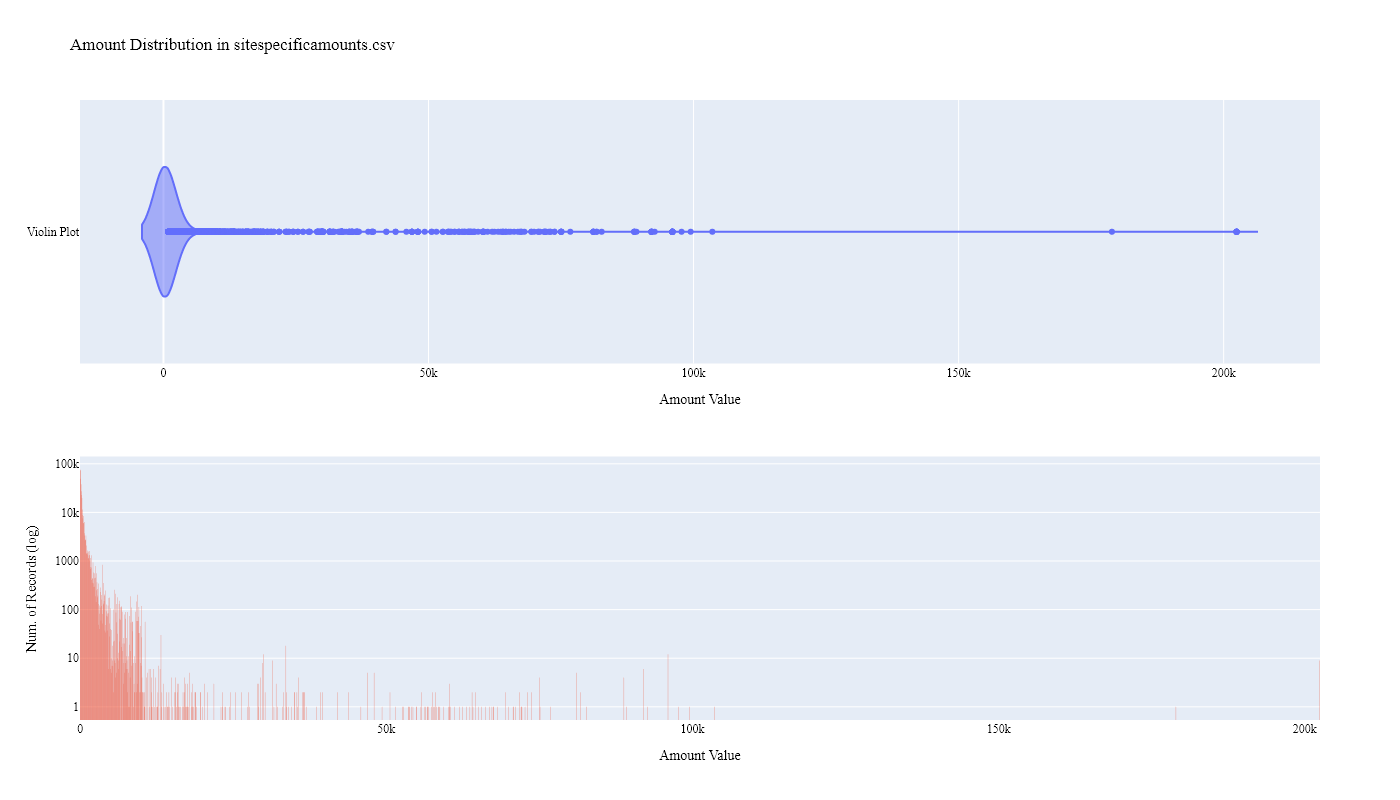 Amount Distribution in sitespecificamounts.csv
Violin Plot
0 50k 100k 150k 200k
Amount Value
100k
10k
1000
100
10
1
Num. of Records (log)
0 50k 100k 150k 200k
Amount Value